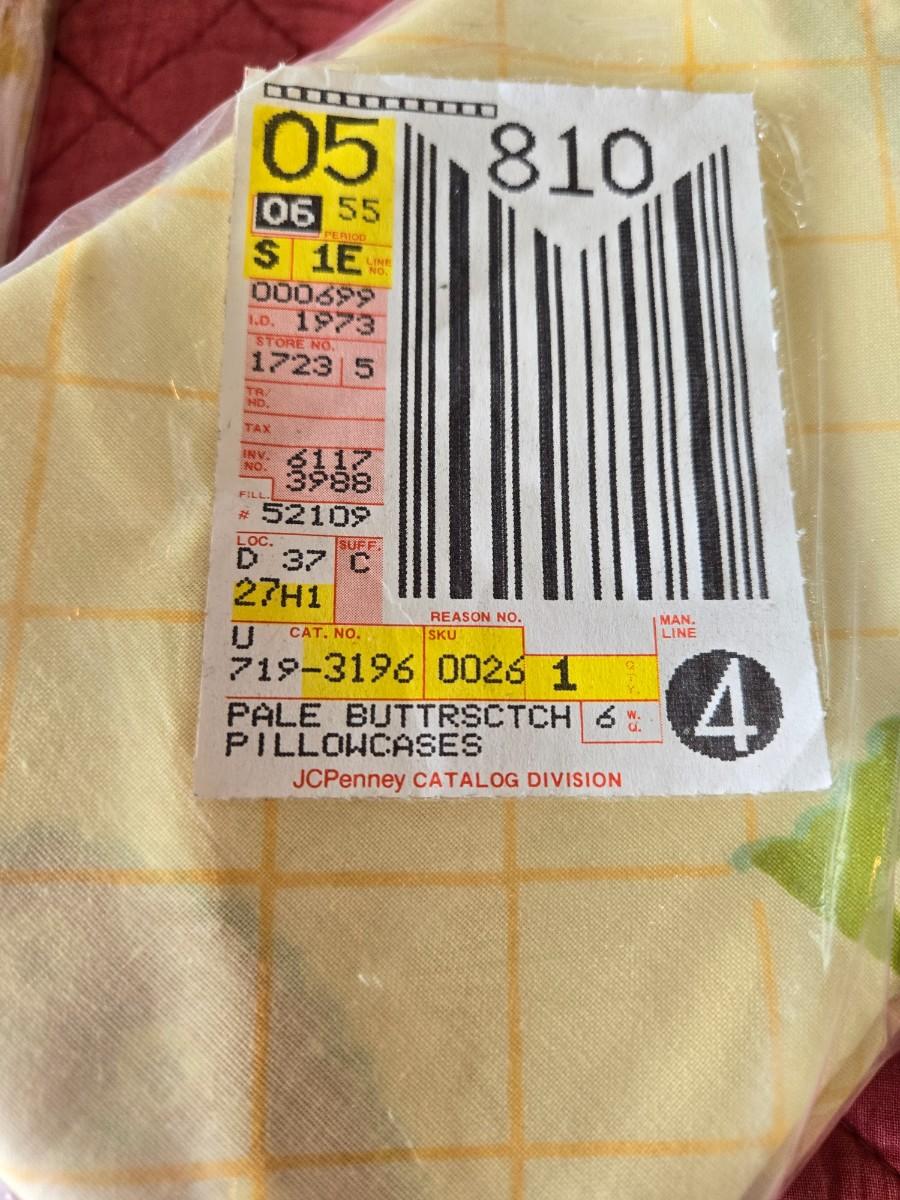 05
810
06 55
PERIOD
S 1E LINE NO.
000699
I.D. 1973
STORE NO.
1723 5
TR/ HD.
TAX
INV. NO. 6117
3988
FILL.
# 52109
LOC. SUFF.
D 37 C
27H1
REASON NO.
MAN. LINE
U CAT. NO. SKU
719-3196 0026 1 QTY.
4
PALE BUTTRSCTCH 6 W. Q.
PILLOWCASES
JCPenney CATALOG DIVISION